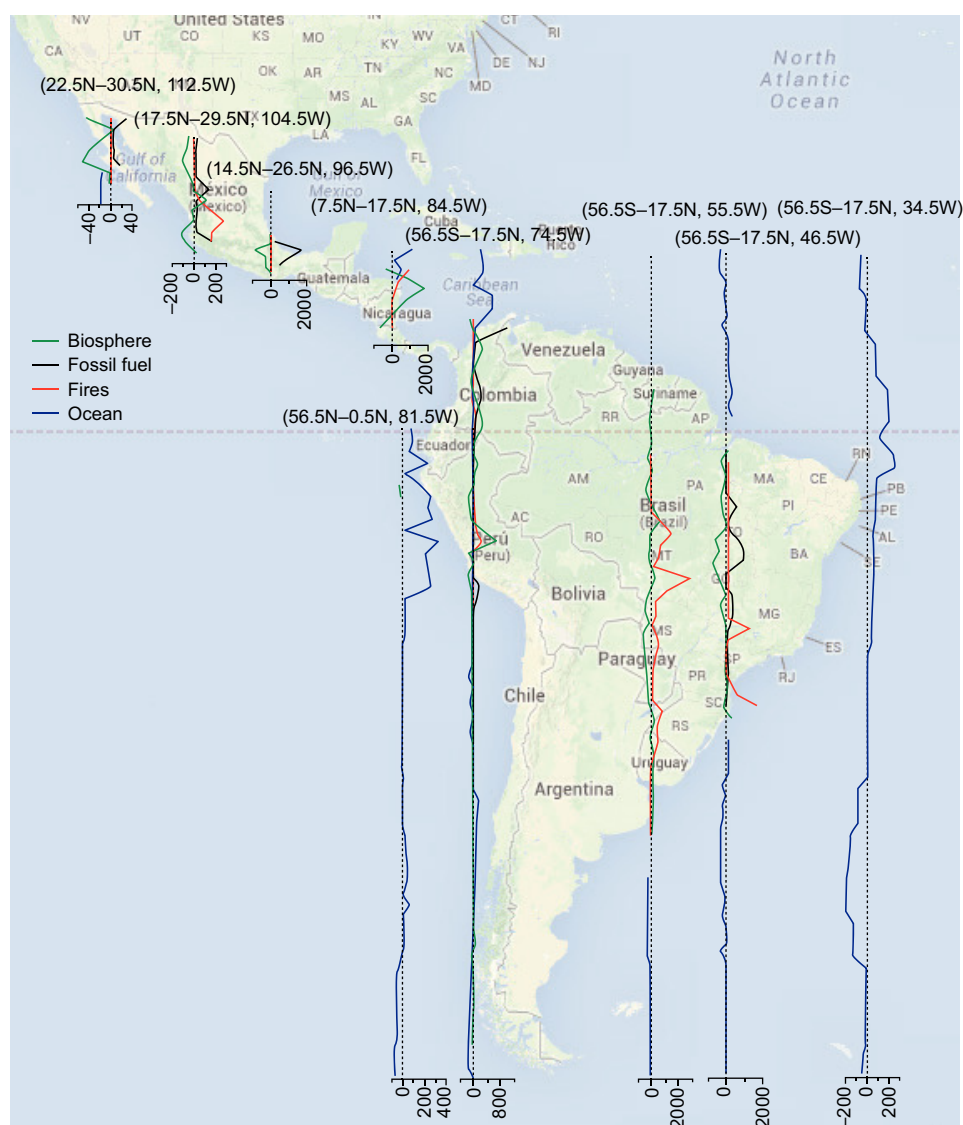 NV
United States
IN
CT
RI
UT
CO
KS
MO
KY
WV
VA
CA
DE
NJ
North
Atlantic
Ocean
OK
AR
TN
NC
MD
(22.5N–30.5N, 112.5W)
MS
AL
SC
(17.5N–29.5N, 104.5W)
TX
GA
LA
Gulf of
California
FL
(14.5N–26.5N, 96.5W)
Gulf of
Mexico
México
(Mexico)
(7.5N–17.5N, 84.5W)
(56.5S–17.5N, 55.5W)
(56.5S–17.5N, 34.5W)
Cuba
Puerto
Rico
(56.5S–17.5N, 74.5W)
(56.5S–17.5N, 46.5W)
–40
0
40
–200
0
200
0
2000
Guatemala
Caribbean
Sea
Nicaragua
0
2000
Biosphere
Fossil fuel
Fires
Ocean
Venezuela
Guyana
Suriname
Colombia
RR
AP
(56.5N–0.5N, 81.5W)
Ecuador
RN
AM
PA
MA
CE
PB
Brasil
(Brazil)
PI
PE
AC
TO
Perú
(Peru)
RO
MT
BA
AL
SE
GO
Bolivia
MG
MS
ES
Paraguay
SP
RJ
PR
Chile
SC
RS
Uruguay
Argentina
0
200
400
0
800
0
2000
0
2000
–200
0
200